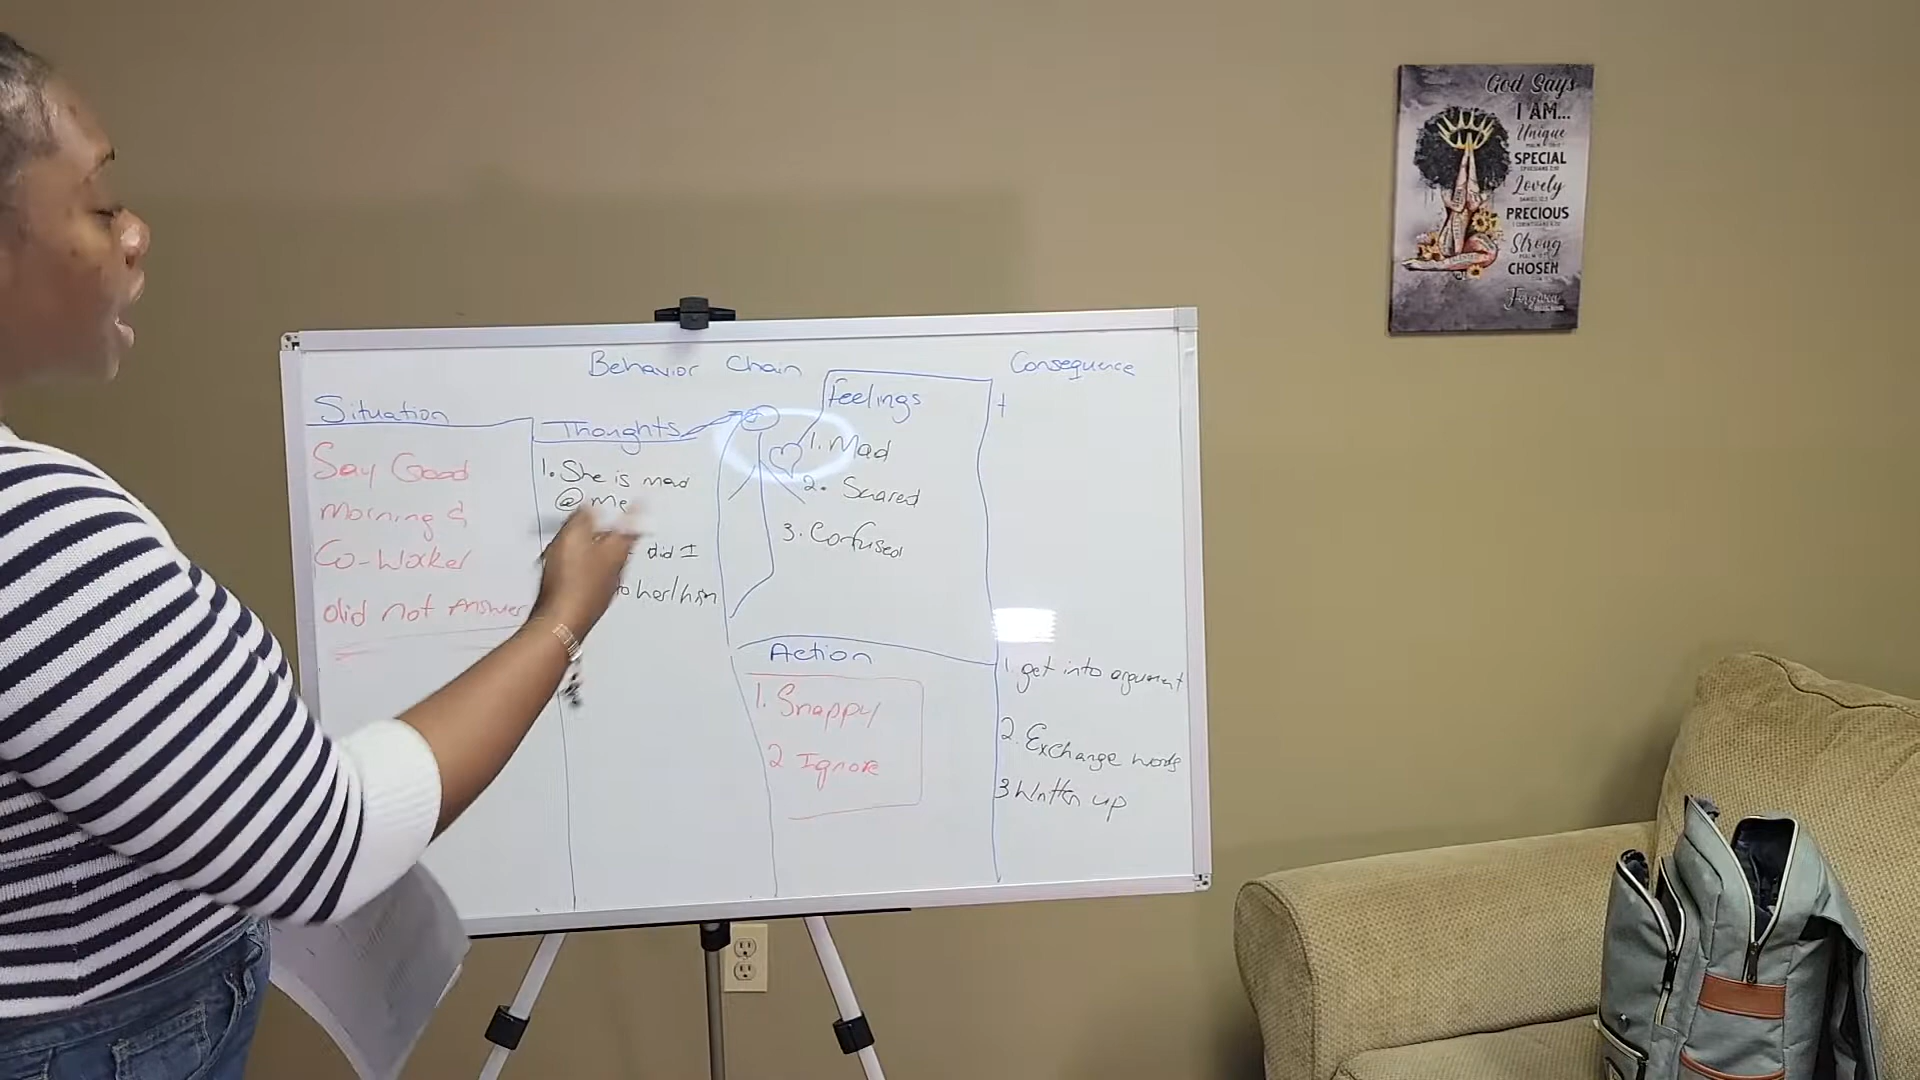 Behavior Chain
Situation
Say Good
Morning &
Co-Worker
did not Answer
Thoughts
1. She is mad
@ Me
did I
to her/him
Feelings
1. Mad
2. Scared
3. Confused
Action
1. Snappy
2 Ignore
Consequence
1. get into argument
2. Exchange words
3 Written up
God Says
I AM...
Unique
SPECIAL
Lovely
PRECIOUS
Strong
CHOSEN
Forgiven